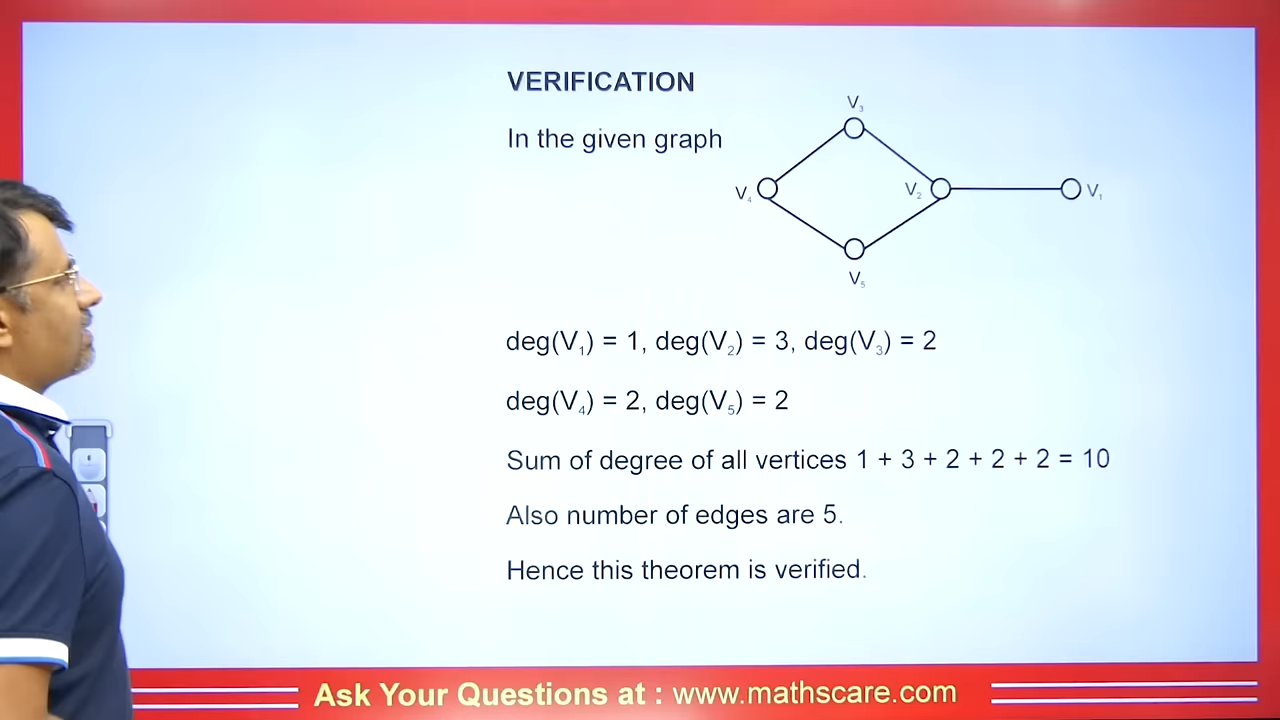 VERIFICATION
In the given graph
V₃
V₄
V₂
V₁
V₅
deg(V₁) = 1, deg(V₂) = 3, deg(V₃) = 2
deg(V₄) = 2, deg(V₅) = 2
Sum of degree of all vertices 1 + 3 + 2 + 2 + 2 = 10
Also number of edges are 5.
Hence this theorem is verified.
Ask Your Questions at : www.mathscare.com